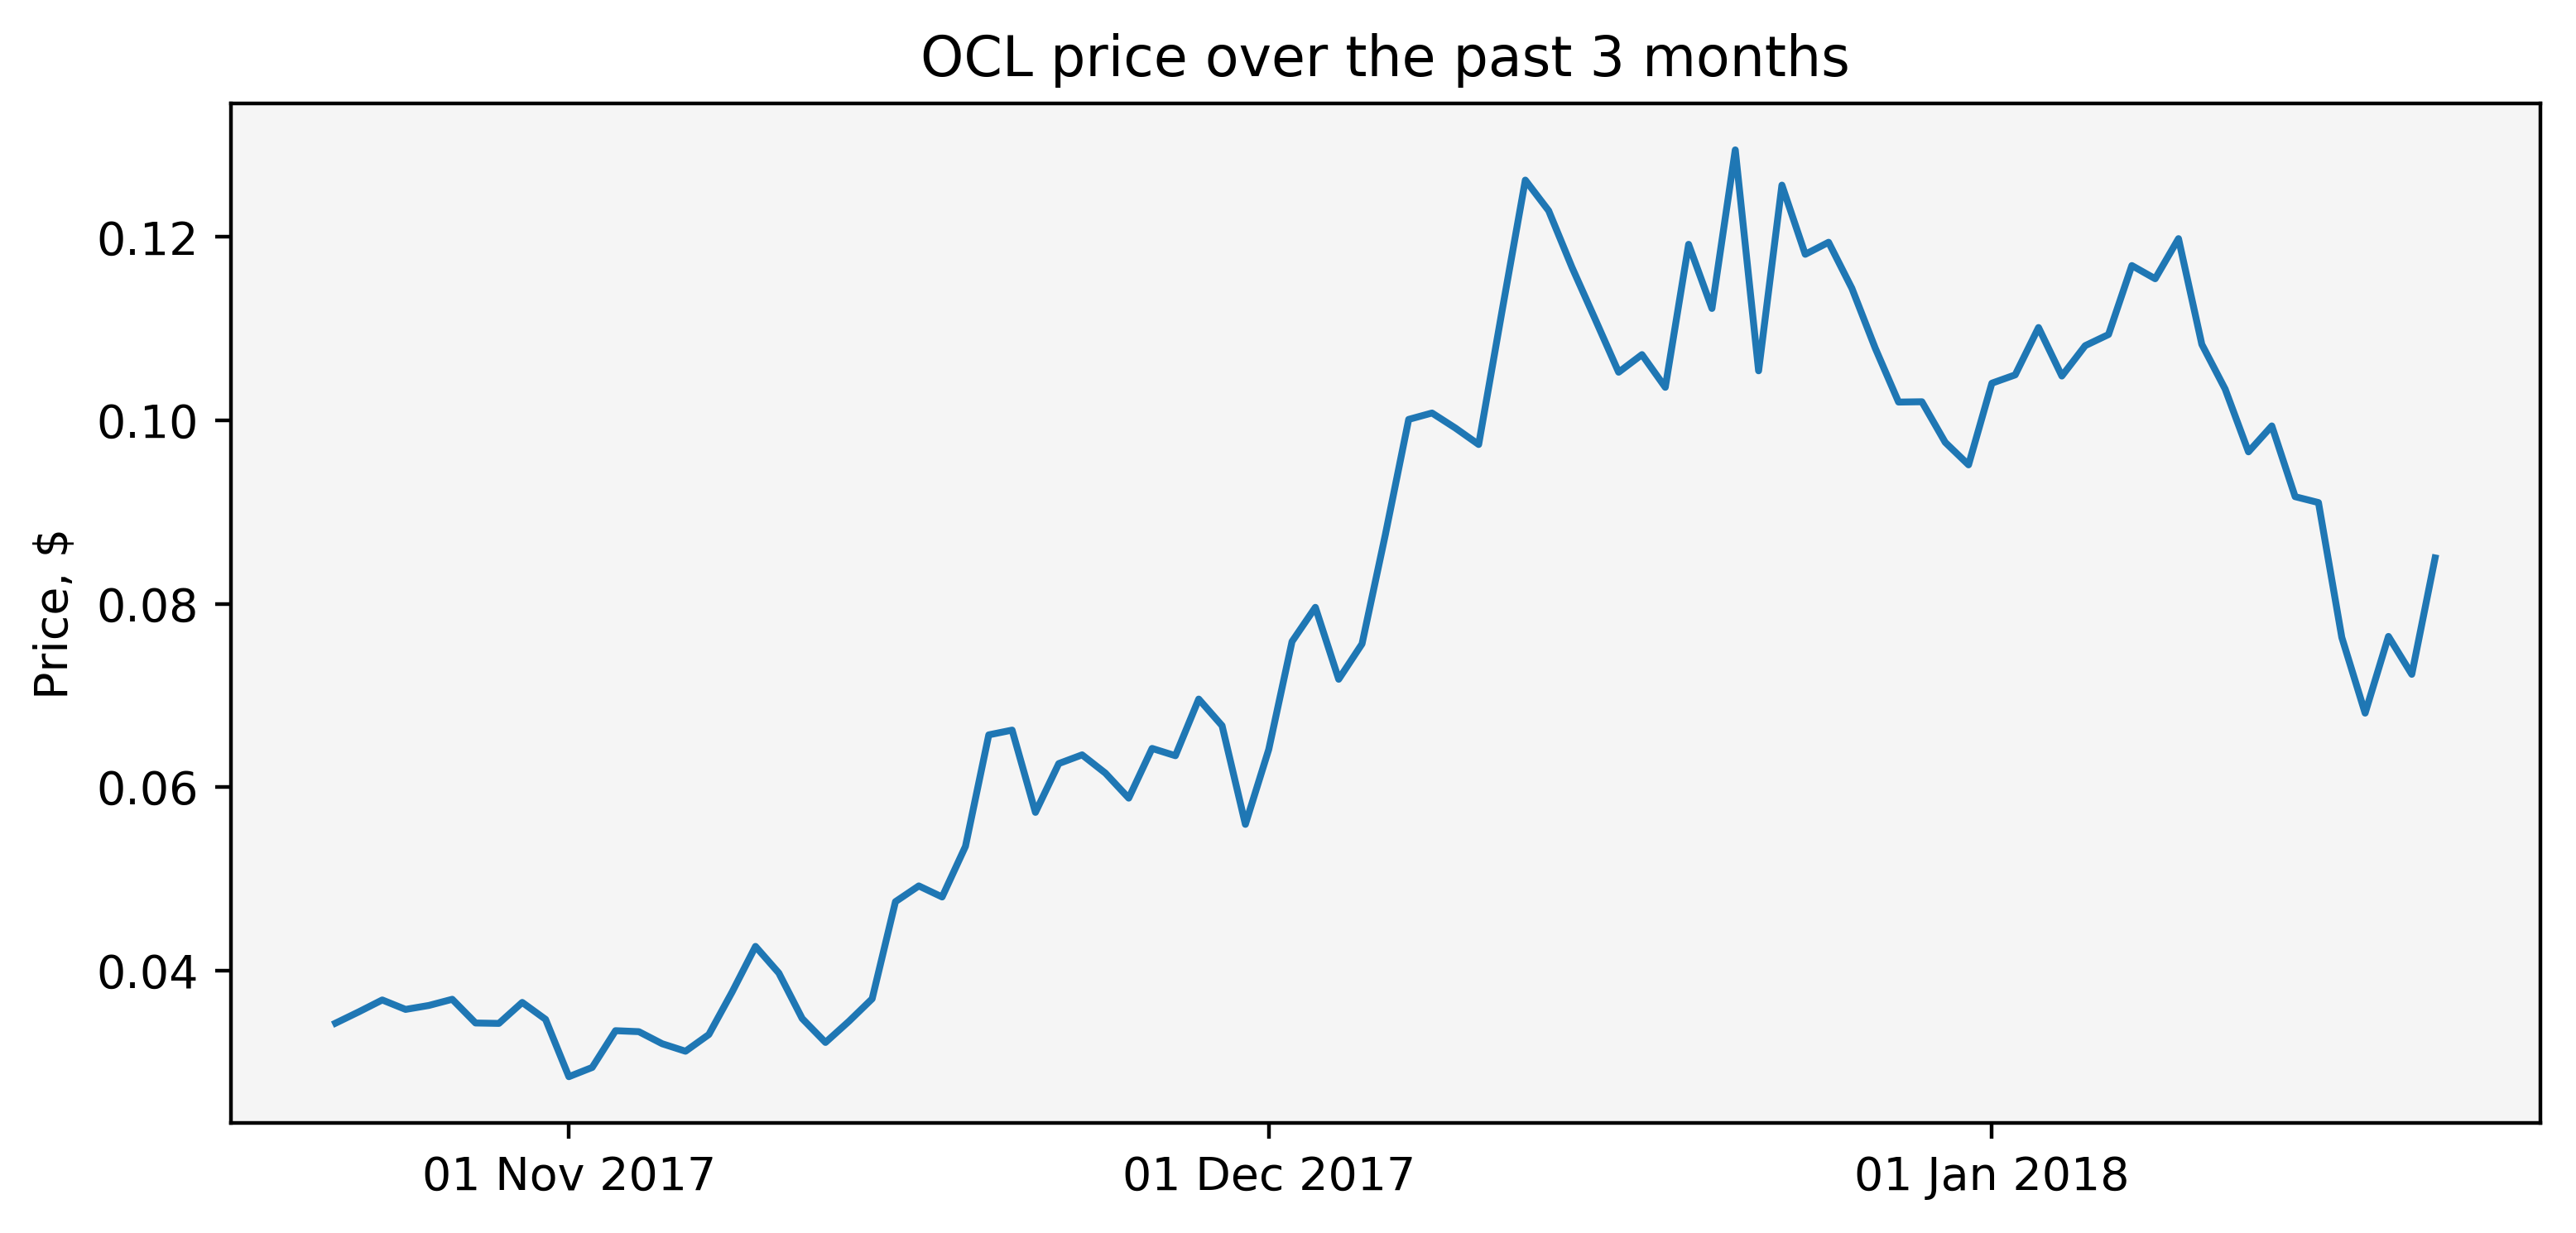 OCL price over the past 3 months
Price, $
0.12
0.10
0.08
0.06
0.04
01 Nov 2017
01 Dec 2017
01 Jan 2018